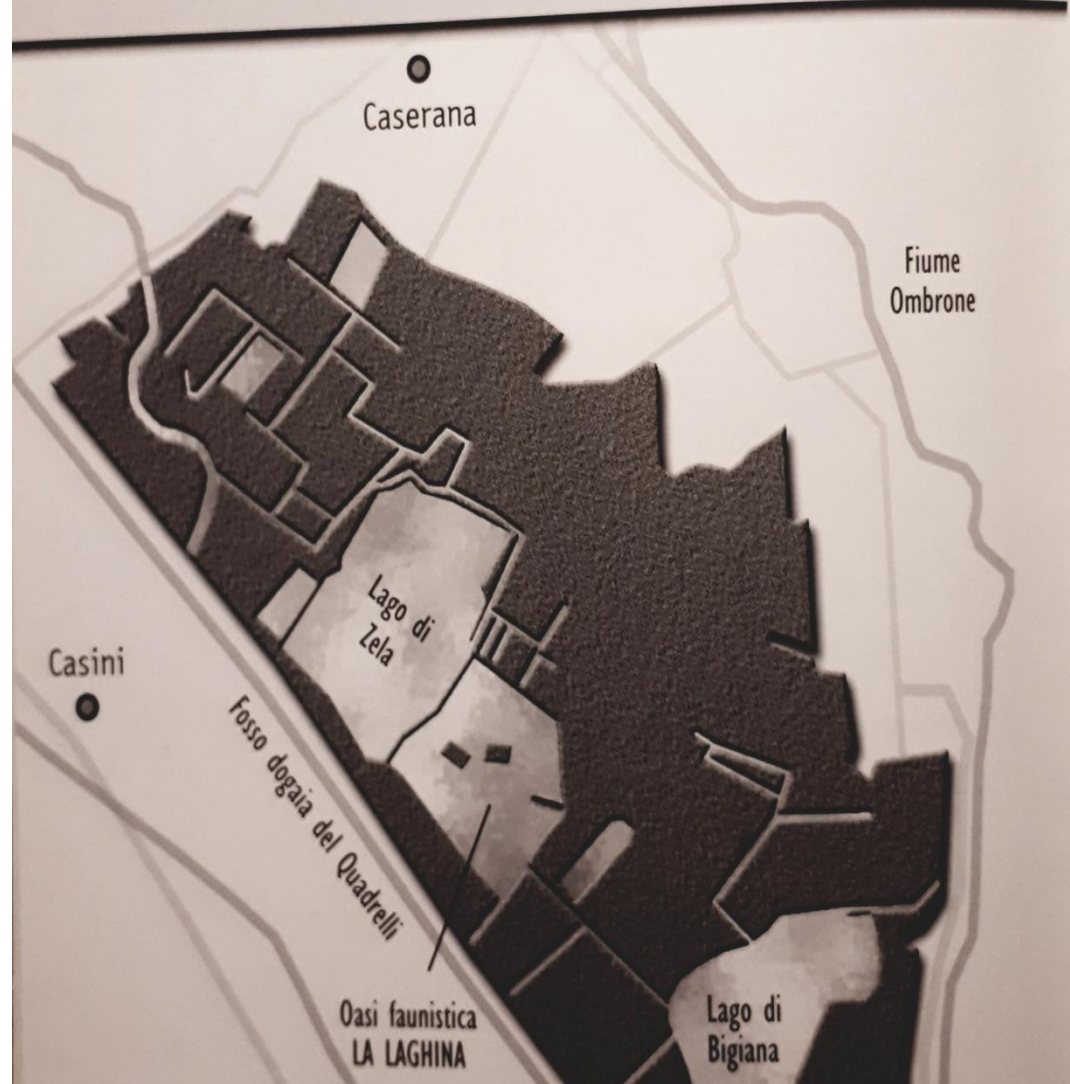 Caserana
Fiume
Ombrone
Lago di
Zela
Casini
Fosso dogaia del Quadrelli
Oasi faunistica
LA LAGHINA
Lago di
Bigiana